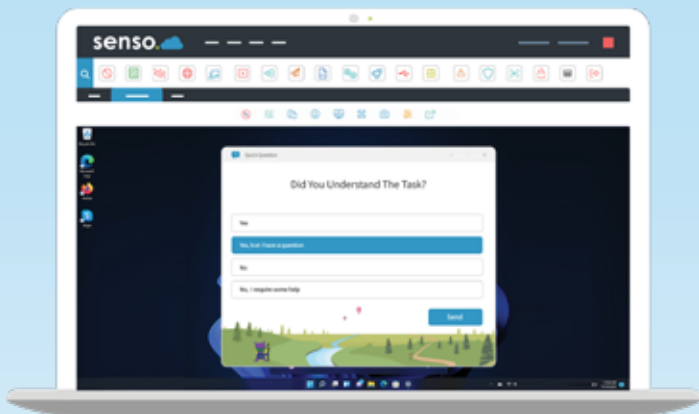 senso.
Quick Question
Did You Understand The Task?
Yes
Yes, but I have a question
No
No, I require some help
Send